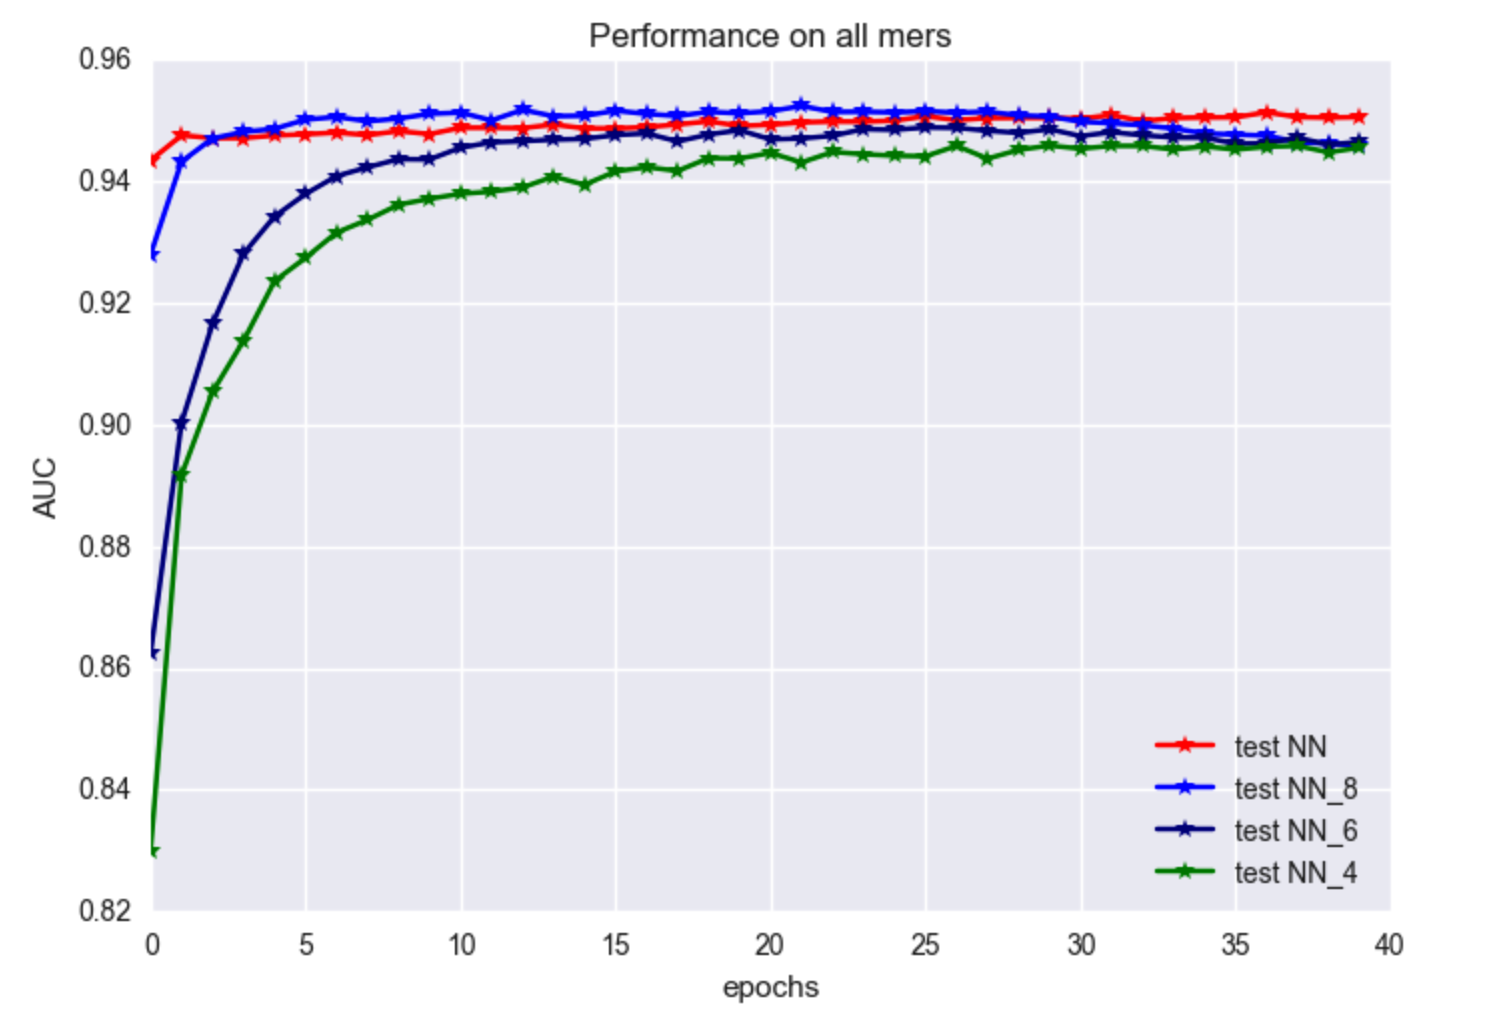 Performance on all mers
0.96
0.94
0.92
0.90
0.88
0.86
0.84
0.82
AUC
0 5 10 15 20 25 30 35 40
epochs
test NN
test NN_8
test NN_6
test NN_4